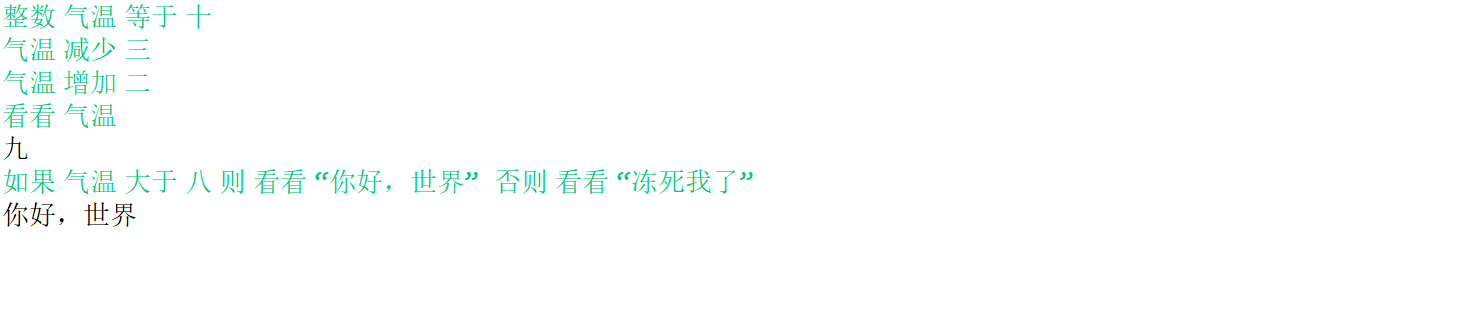 整数 气温 等于 十
气温 减少 三
气温 增加 二
看看 气温
九
如果 气温 大于 八 则 看看 “你好，世界” 否则 看看 “冻死我了”
你好，世界